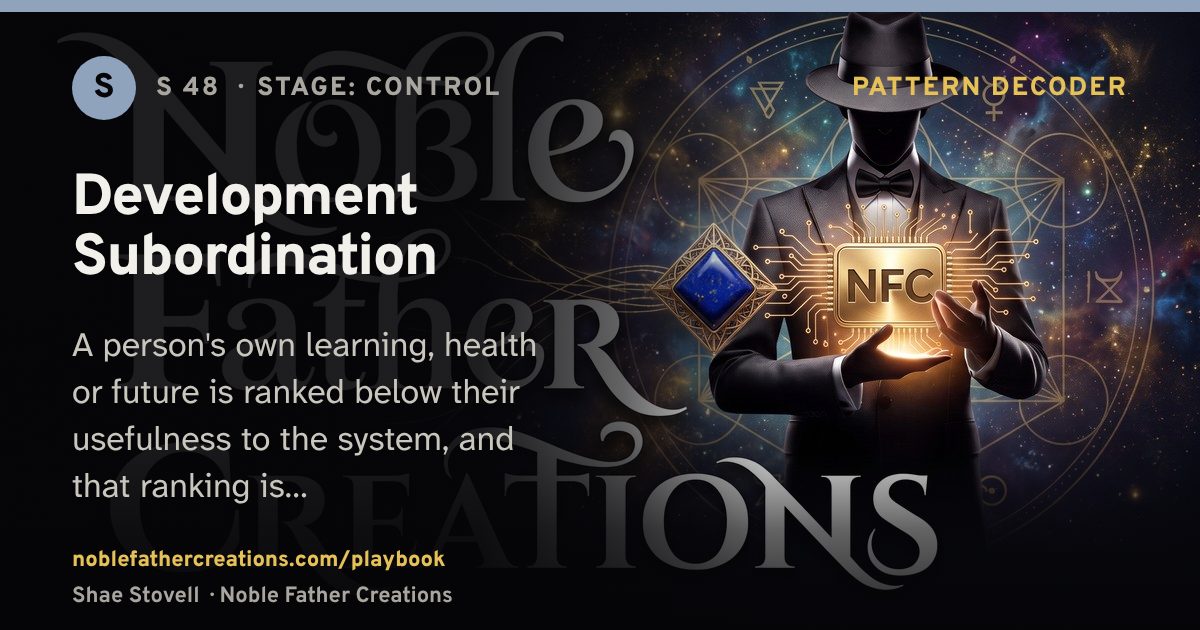 S
S 48 · STAGE: CONTROL
PATTERN DECODER
Development
Subordination
A person's own learning, health
or future is ranked below their
usefulness to the system, and
that ranking is...
noblefathercreations.com/playbook
Shae Stovell · Noble Father Creations
Noble
Father
Creations
NFC